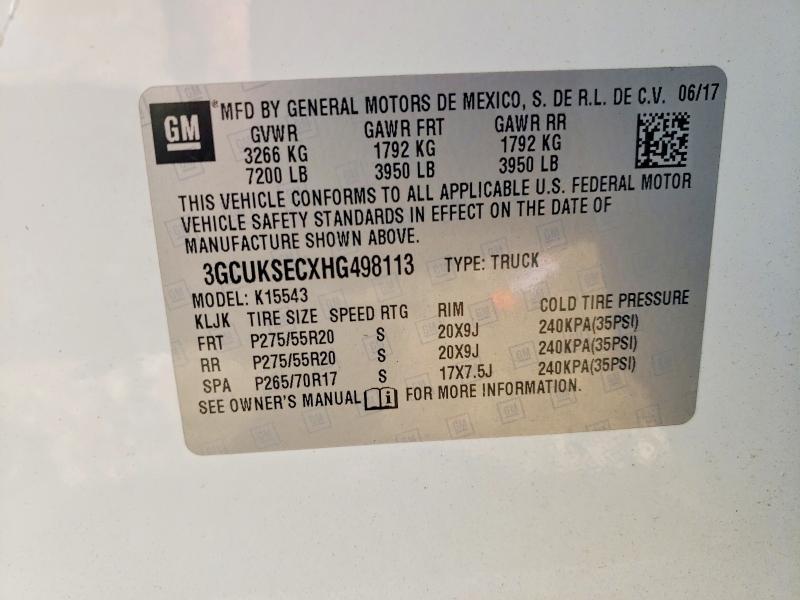 GM ® MFD BY GENERAL MOTORS DE MEXICO, S. DE R.L. DE C.V. 06/17
GVWR GAWR FRT GAWR RR
3266 KG 1792 KG 1792 KG
7200 LB 3950 LB 3950 LB
THIS VEHICLE CONFORMS TO ALL APPLICABLE U.S. FEDERAL MOTOR
VEHICLE SAFETY STANDARDS IN EFFECT ON THE DATE OF
MANUFACTURE SHOWN ABOVE.
3GCUKSECXHG498113 TYPE: TRUCK
MODEL: K15543
KLJK TIRE SIZE SPEED RTG RIM COLD TIRE PRESSURE
FRT P275/55R20 S 20X9J 240KPA(35PSI)
RR P275/55R20 S 20X9J 240KPA(35PSI)
SPA P265/70R17 S 17X7.5J 240KPA(35PSI)
SEE OWNER'S MANUAL i FOR MORE INFORMATION.